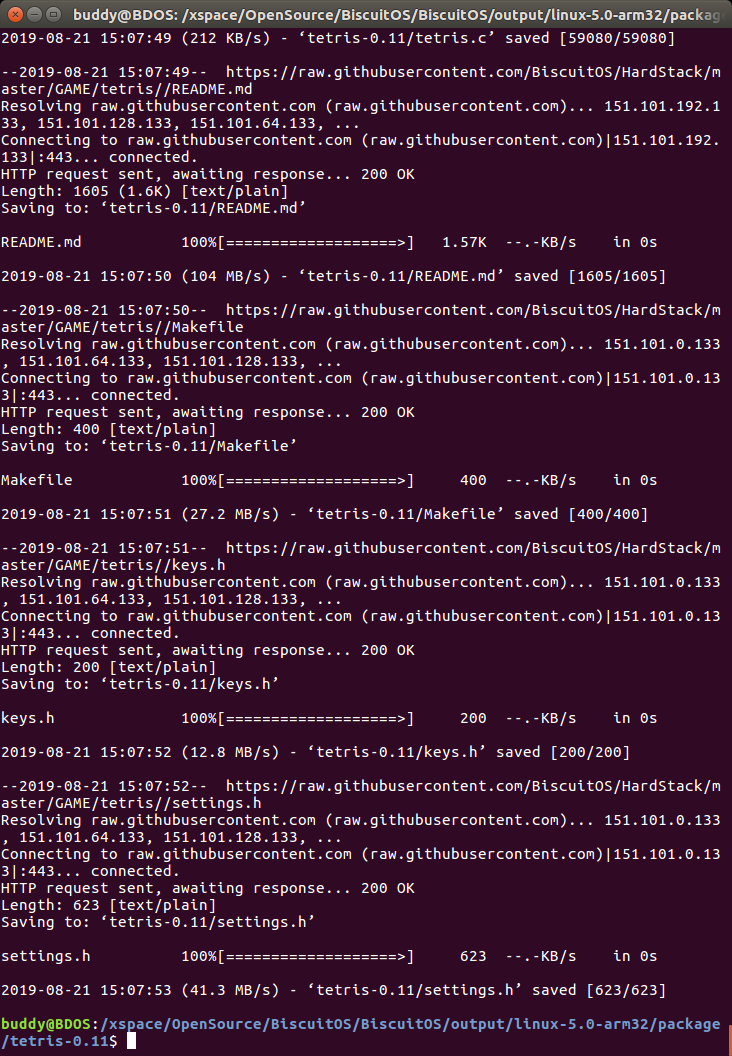 buddy@BDOS: /xspace/OpenSource/BiscuitOS/BiscuitOS/output/linux-5.0-arm32/package
2019-08-21 15:07:49 (212 KB/s) - ‘tetris-0.11/tetris.c’ saved [59080/59080]
--2019-08-21 15:07:49--  https://raw.githubusercontent.com/BiscuitOS/HardStack/m
aster/GAME/tetris//README.md
Resolving raw.githubusercontent.com (raw.githubusercontent.com)... 151.101.192.1
33, 151.101.128.133, 151.101.64.133, ...
Connecting to raw.githubusercontent.com (raw.githubusercontent.com)|151.101.192.
133|:443... connected.
HTTP request sent, awaiting response... 200 OK
Length: 1605 (1.6K) [text/plain]
Saving to: ‘tetris-0.11/README.md’
README.md           100%[===================>]   1.57K  --.-KB/s    in 0s
2019-08-21 15:07:50 (104 MB/s) - ‘tetris-0.11/README.md’ saved [1605/1605]
--2019-08-21 15:07:50--  https://raw.githubusercontent.com/BiscuitOS/HardStack/m
aster/GAME/tetris//Makefile
Resolving raw.githubusercontent.com (raw.githubusercontent.com)... 151.101.0.133
, 151.101.64.133, 151.101.128.133, ...
Connecting to raw.githubusercontent.com (raw.githubusercontent.com)|151.101.0.13
3|:443... connected.
HTTP request sent, awaiting response... 200 OK
Length: 400 [text/plain]
Saving to: ‘tetris-0.11/Makefile’
Makefile            100%[===================>]     400  --.-KB/s    in 0s
2019-08-21 15:07:51 (27.2 MB/s) - ‘tetris-0.11/Makefile’ saved [400/400]
--2019-08-21 15:07:51--  https://raw.githubusercontent.com/BiscuitOS/HardStack/m
aster/GAME/tetris//keys.h
Resolving raw.githubusercontent.com (raw.githubusercontent.com)... 151.101.0.133
, 151.101.64.133, 151.101.128.133, ...
Connecting to raw.githubusercontent.com (raw.githubusercontent.com)|151.101.0.13
3|:443... connected.
HTTP request sent, awaiting response... 200 OK
Length: 200 [text/plain]
Saving to: ‘tetris-0.11/keys.h’
keys.h              100%[===================>]     200  --.-KB/s    in 0s
2019-08-21 15:07:52 (12.8 MB/s) - ‘tetris-0.11/keys.h’ saved [200/200]
--2019-08-21 15:07:52--  https://raw.githubusercontent.com/BiscuitOS/HardStack/m
aster/GAME/tetris//settings.h
Resolving raw.githubusercontent.com (raw.githubusercontent.com)... 151.101.0.133
, 151.101.64.133, 151.101.128.133, ...
Connecting to raw.githubusercontent.com (raw.githubusercontent.com)|151.101.0.13
3|:443... connected.
HTTP request sent, awaiting response... 200 OK
Length: 623 [text/plain]
Saving to: ‘tetris-0.11/settings.h’
settings.h          100%[===================>]     623  --.-KB/s    in 0s
2019-08-21 15:07:53 (41.3 MB/s) - ‘tetris-0.11/settings.h’ saved [623/623]
buddy@BDOS:/xspace/OpenSource/BiscuitOS/BiscuitOS/output/linux-5.0-arm32/package
/tetris-0.11$